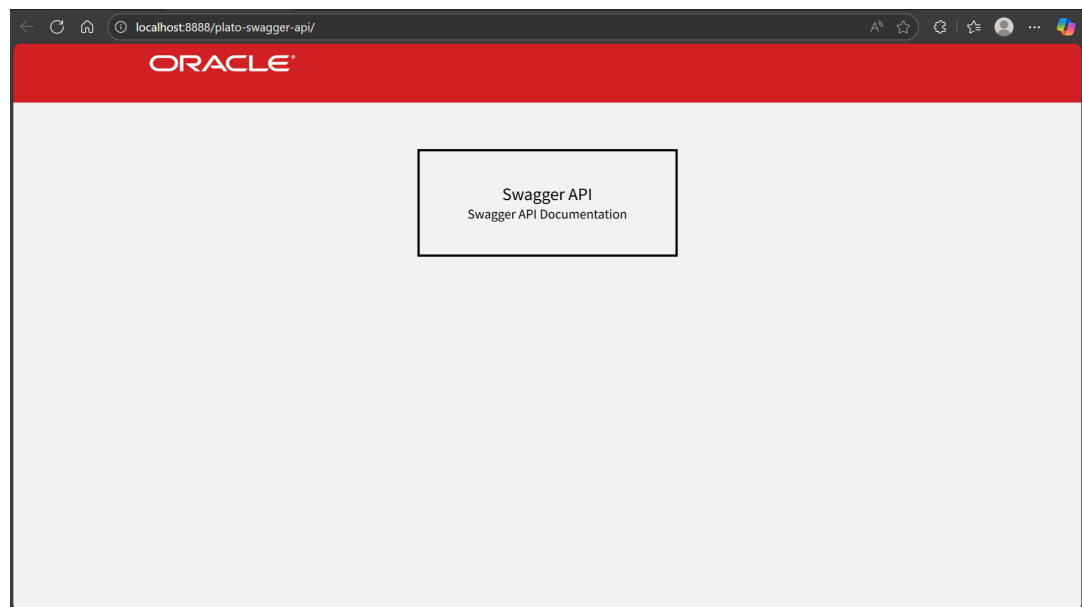 localhost:8888/plato-swagger-api/
ORACLE
Swagger API
Swagger API Documentation